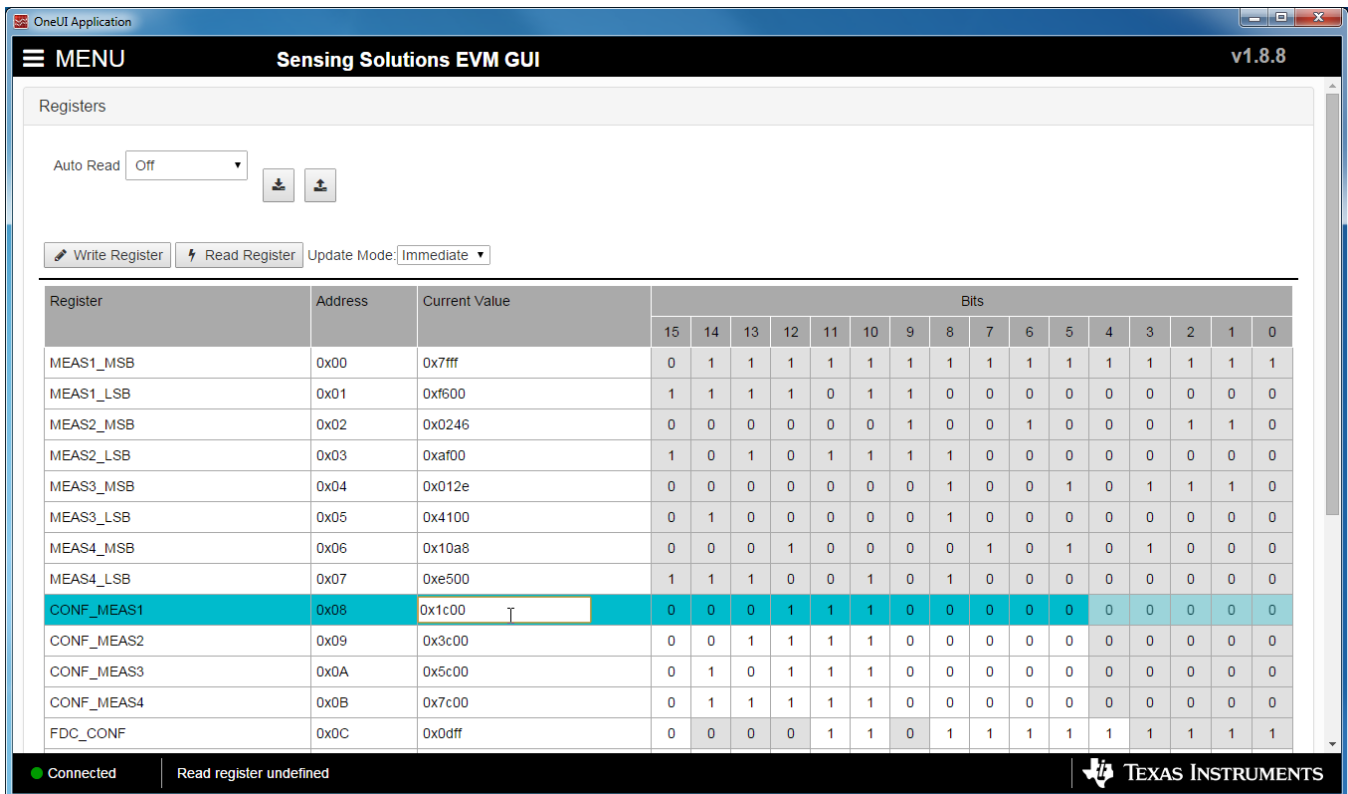 OneUI Application
MENU Sensing Solutions EVM GUI v1.8.8
Registers
Auto Read Off
Write Register Read Register Update Mode: Immediate
Register Address Current Value Bits
15 14 13 12 11 10 9 8 7 6 5 4 3 2 1 0
MEAS1_MSB 0x00 0x7fff 0 1 1 1 1 1 1 1 1 1 1 1 1 1 1 1
MEAS1_LSB 0x01 0xf600 1 1 1 1 0 1 1 0 0 0 0 0 0 0 0 0
MEAS2_MSB 0x02 0x0246 0 0 0 0 0 0 1 0 0 1 0 0 0 1 1 0
MEAS2_LSB 0x03 0xaf00 1 0 1 0 1 1 1 1 0 0 0 0 0 0 0 0
MEAS3_MSB 0x04 0x012e 0 0 0 0 0 0 0 1 0 0 1 0 1 1 1 0
MEAS3_LSB 0x05 0x4100 0 1 0 0 0 0 0 1 0 0 0 0 0 0 0 0
MEAS4_MSB 0x06 0x10a8 0 0 0 1 0 0 0 0 1 0 1 0 1 0 0 0
MEAS4_LSB 0x07 0xe500 1 1 1 0 0 1 0 1 0 0 0 0 0 0 0 0
CONF_MEAS1 0x08 0x1c00 0 0 0 1 1 1 0 0 0 0 0 0 0 0 0 0
CONF_MEAS2 0x09 0x3c00 0 0 1 1 1 1 0 0 0 0 0 0 0 0 0 0
CONF_MEAS3 0x0A 0x5c00 0 1 0 1 1 1 0 0 0 0 0 0 0 0 0 0
CONF_MEAS4 0x0B 0x7c00 0 1 1 1 1 1 0 0 0 0 0 0 0 0 0 0
FDC_CONF 0x0C 0x0dff 0 0 0 0 1 1 0 1 1 1 1 1 1 1 1 1
Connected Read register undefined TEXAS INSTRUMENTS